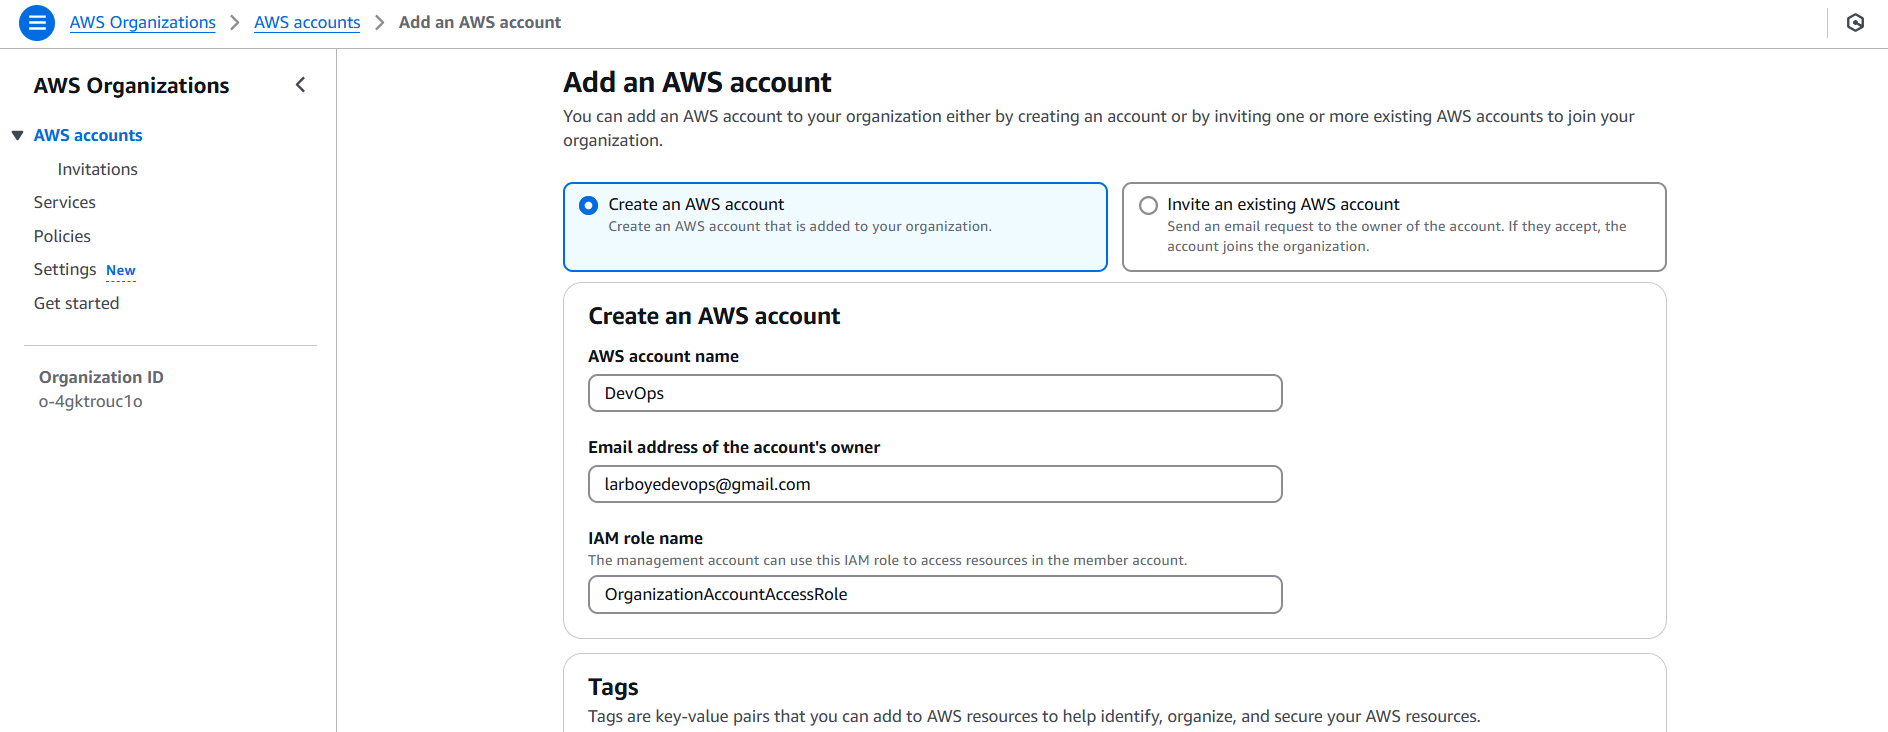 AWS Organizations > AWS accounts > Add an AWS account
AWS Organizations
AWS accounts
Invitations
Services
Policies
Settings New
Get started
Organization ID
o-4gktrouc1o
Add an AWS account
You can add an AWS account to your organization either by creating an account or by inviting one or more existing AWS accounts to join your
organization.
Create an AWS account
Create an AWS account that is added to your organization.
Invite an existing AWS account
Send an email request to the owner of the account. If they accept, the
account joins the organization.
Create an AWS account
AWS account name
DevOps
Email address of the account's owner
larboyedevops@gmail.com
IAM role name
The management account can use this IAM role to access resources in the member account.
OrganizationAccountAccessRole
Tags
Tags are key-value pairs that you can add to AWS resources to help identify, organize, and secure your AWS resources.